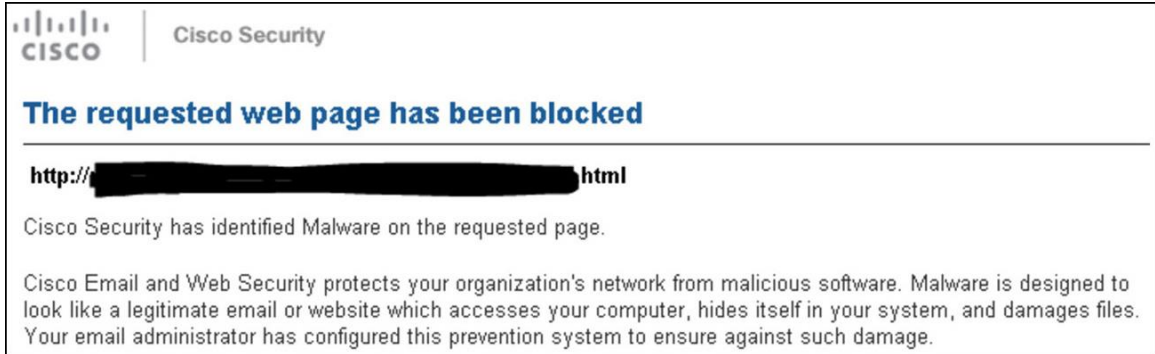 CISCO
Cisco Security
The requested web page has been blocked
http:// html
Cisco Security has identified Malware on the requested page.
Cisco Email and Web Security protects your organization's network from malicious software. Malware is designed to
look like a legitimate email or website which accesses your computer, hides itself in your system, and damages files.
Your email administrator has configured this prevention system to ensure against such damage.